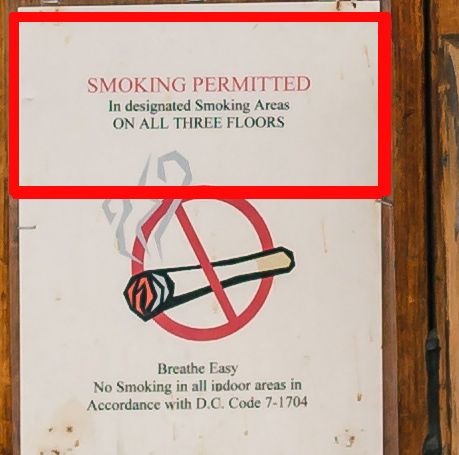 SMOKING PERMITTED
In designated Smoking Areas
ON ALL THREE FLOORS
Breathe Easy
No Smoking in all indoor areas in
Accordance with D.C. Code 7-1704